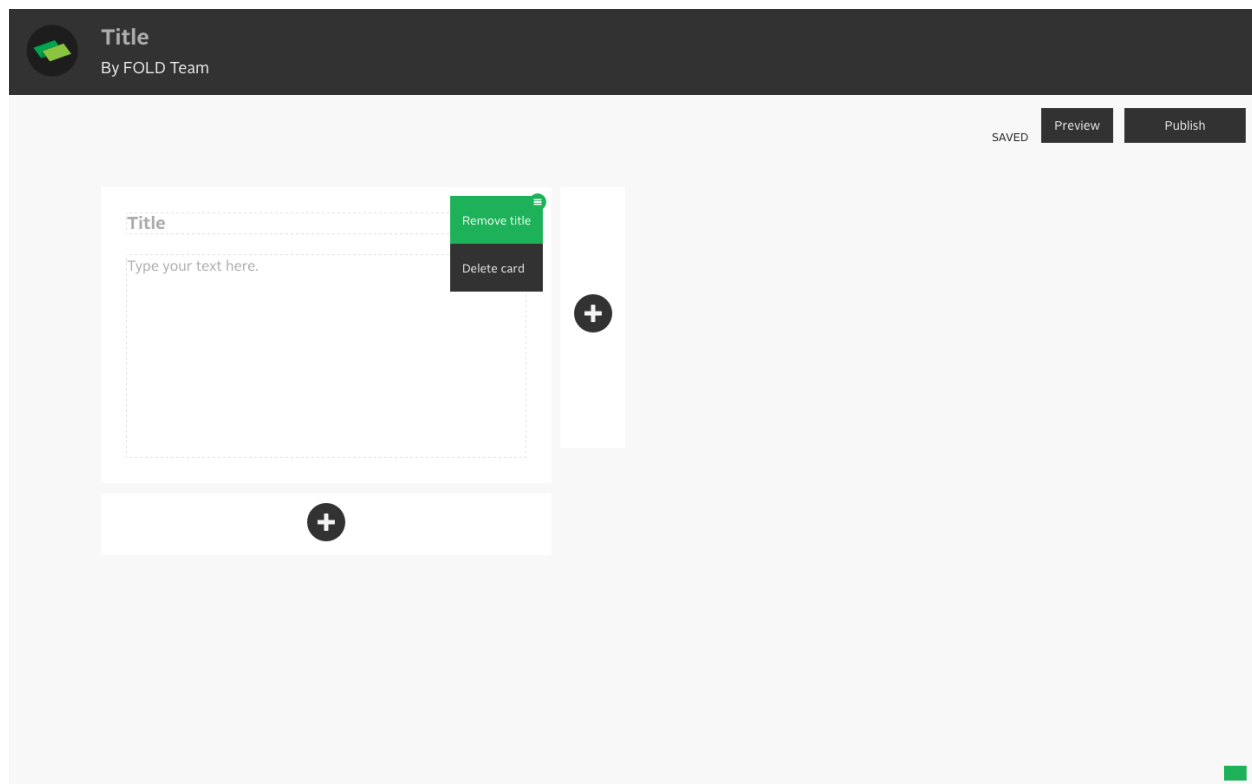 Title
By FOLD Team
SAVED
Preview
Publish
Title
Remove title
Type your text here.
Delete card